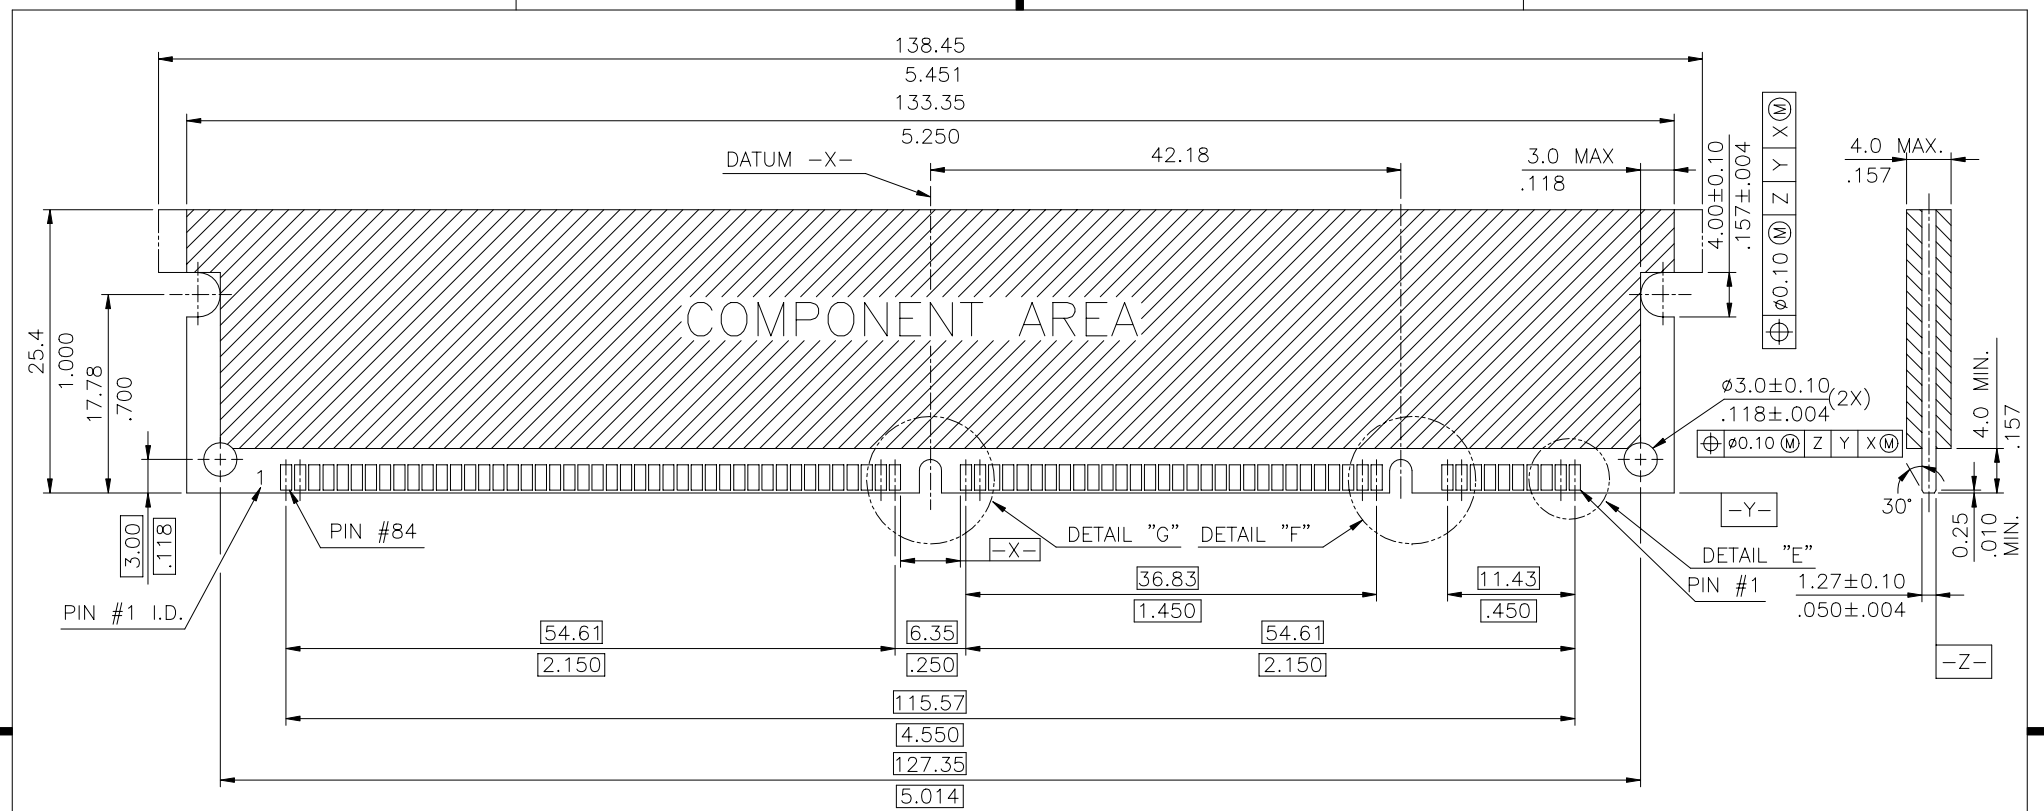 138.45
5.451
133.35
5.250
DATUM -X-
42.18
3.0 MAX
.118
4.00±0.10
.157±.004
⌖ ø0.10 Ⓜ Z Y X Ⓜ
4.0 MAX.
.157
25.4
1.000
17.78
.700
COMPONENT AREA
ø3.0±0.10
.118±.004
(2X)
⌖ ø0.10 Ⓜ Z Y X Ⓜ
4.0 MIN.
.157
1
30°
3.00
.118
PIN #84
-X-
DETAIL "G"
DETAIL "F"
-Y-
0.25
.010
MIN.
DETAIL "E"
PIN #1
1.27±0.10
.050±.004
PIN #1 I.D.
36.83
1.450
11.43
.450
54.61
2.150
6.35
.250
54.61
2.150
-Z-
115.57
4.550
127.35
5.014